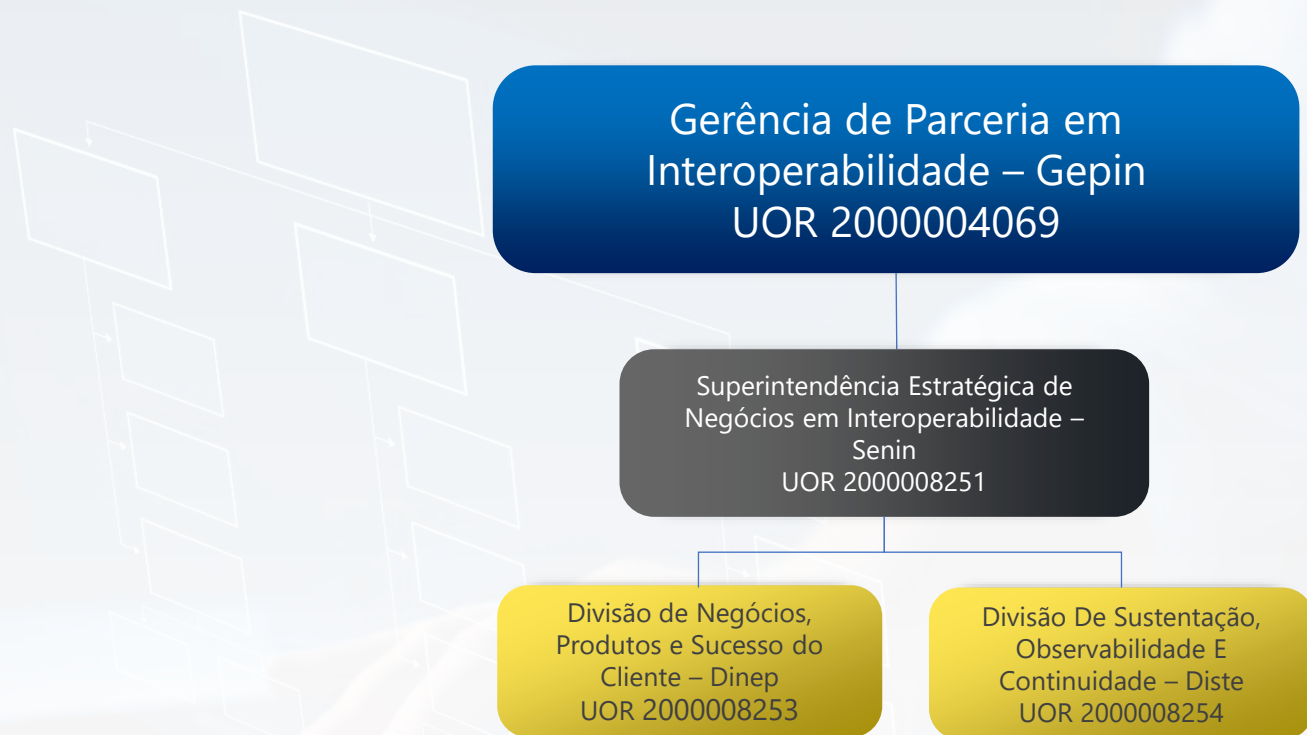 Gerência de Parceria em
Interoperabilidade – Gepin
UOR 2000004069
Superintendência Estratégica de
Negócios em Interoperabilidade –
Senin
UOR 2000008251
Divisão de Negócios,
Produtos e Sucesso do
Cliente – Dinep
UOR 2000008253
Divisão De Sustentação,
Observabilidade E
Continuidade – Diste
UOR 2000008254